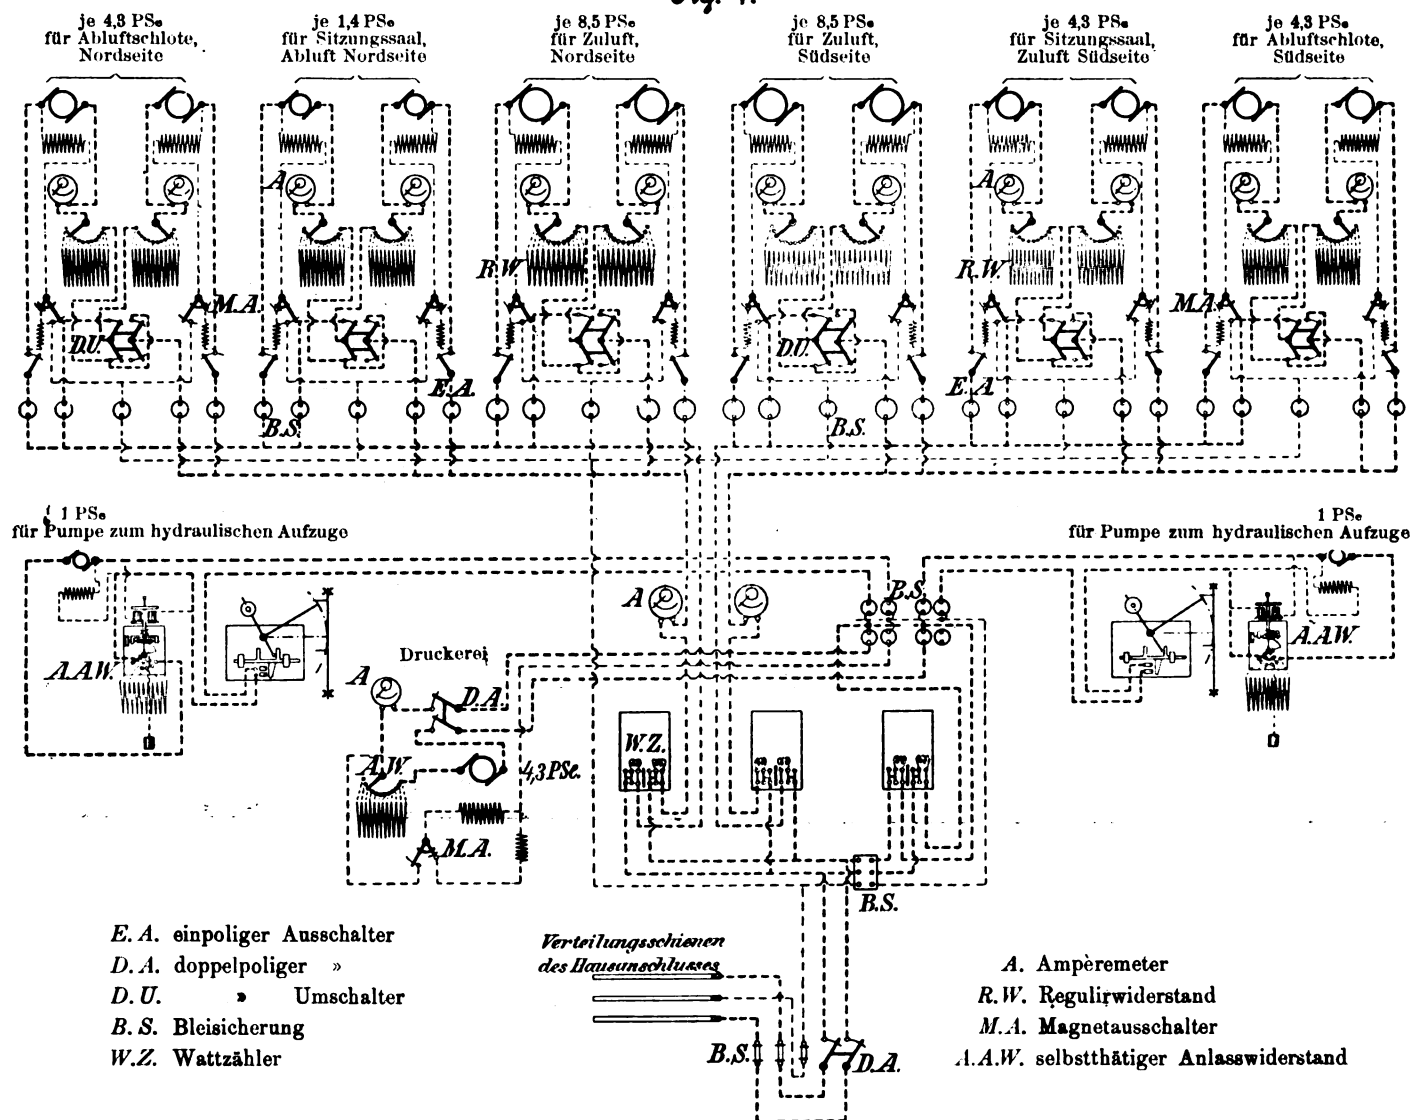 je 4,3 PSe
für Abluftschlote,
Nordseite
je 1,4 PSe
für Sitzungssaal,
Abluft Nordseite
je 8,5 PSe
für Zuluft,
Nordseite
je 8,5 PSe
für Zuluft,
Südseite
je 4,3 PSe
für Sitzungssaal,
Zuluft Südseite
je 4,3 PSe
für Abluftschlote,
Südseite
A
A
R.W
R.W
M.A.
M.A.
D.U.
D.U.
E.A.
E.A
B.S.
B.S.
1 PSe
für Pumpe zum hydraulischen Aufzuge
1 PSe
für Pumpe zum hydraulischen Aufzuge
A
B.S.
A.A.W.
A.A.W.
Druckerei
A
D.A.
W.Z.
A.W.
4,3 PSe.
M.A.
B.S.
E. A. einpoliger Ausschalter
D. A. doppelpoliger »
D. U. » Umschalter
B. S. Bleisicherung
W.Z. Wattzähler
Verteilungsschienen
des Hausanschlusses
B.S.
D.A.
A. Ampèremeter
R.W. Regulirwiderstand
M.A. Magnetausschalter
A.A.W. selbstthätiger Anlasswiderstand